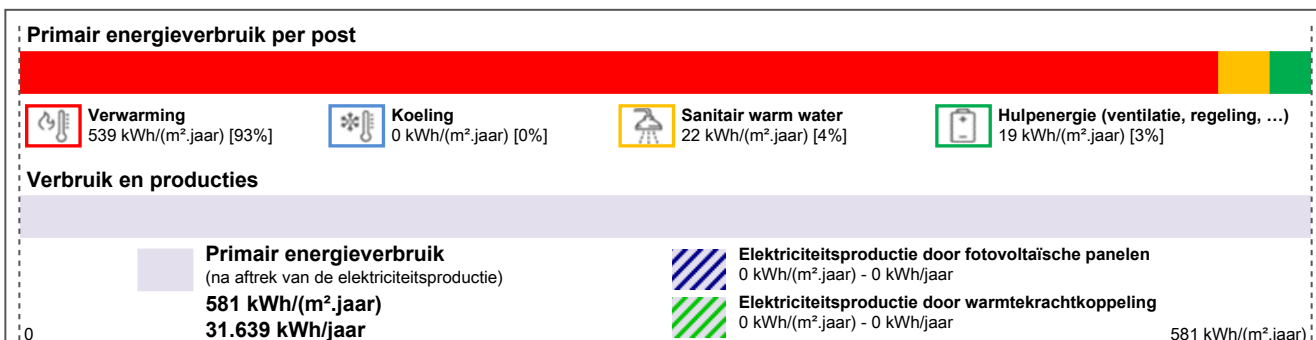 Primair energieverbruik per post
Verwarming
539 kWh/(m².jaar) [93%]
Koeling
0 kWh/(m².jaar) [0%]
Sanitair warm water
22 kWh/(m².jaar) [4%]
Hulpenergie (ventilatie, regeling, …)
19 kWh/(m².jaar) [3%]
Verbruik en producties
Primair energieverbruik
(na aftrek van de elektriciteitsproductie)
581 kWh/(m².jaar)
31.639 kWh/jaar
Elektriciteitsproductie door fotovoltaïsche panelen
0 kWh/(m².jaar) - 0 kWh/jaar
Elektriciteitsproductie door warmtekrachtkoppeling
0 kWh/(m².jaar) - 0 kWh/jaar
0
581 kWh/(m².jaar)